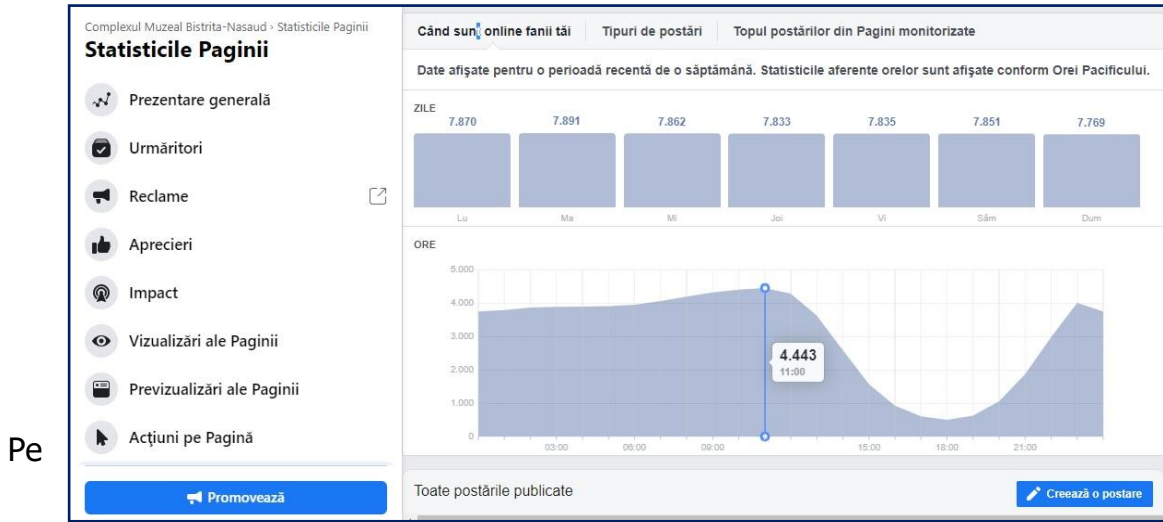 Complexul Muzeal Bistrita-Nasaud › Statisticile Paginii
Statisticile Paginii
Prezentare generală
Urmăritori
Reclame
Aprecieri
Impact
Vizualizări ale Paginii
Previzualizări ale Paginii
Acţiuni pe Pagină
Promovează
Pe
Când sunt online fanii tăi Tipuri de postări Topul postărilor din Pagini monitorizate
Date afişate pentru o perioadă recentă de o săptămână. Statisticile aferente orelor sunt afişate conform Orei Pacificului.
ZILE
7.870 7.891 7.862 7.833 7.835 7.851 7.769
Lu Ma Mi Joi Vi Sâm Dum
ORE
5.000
4.000
3.000
2.000
1.000
0
4.443
11:00
03:00 06:00 09:00 15:00 18:00 21:00
Toate postările publicate
Creează o postare